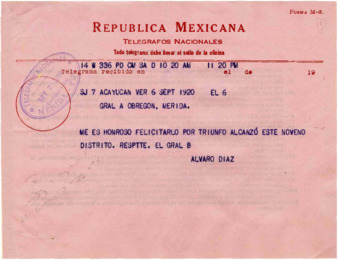 FORMA M-8.
REPUBLICA MEXICANA
TELEGRAFOS NACIONALES
Todo telegrama debe llevar el sello de la oficina
14 W 336 PD CM SA D 10 20 AM 11 20 PM
Telegrama recibido en el de 19
SJ 7 ACAYUCAN VER 6 SEPT 1920 EL 6
GRAL A OBREGON, MERIDA.
ME ES HONROSO FELICITARLO POR TRIUNFO ALCANZÓ ESTE NOVENO
DISTRITO. RESPTTE. EL GRAL B
ALVARO DIAZ